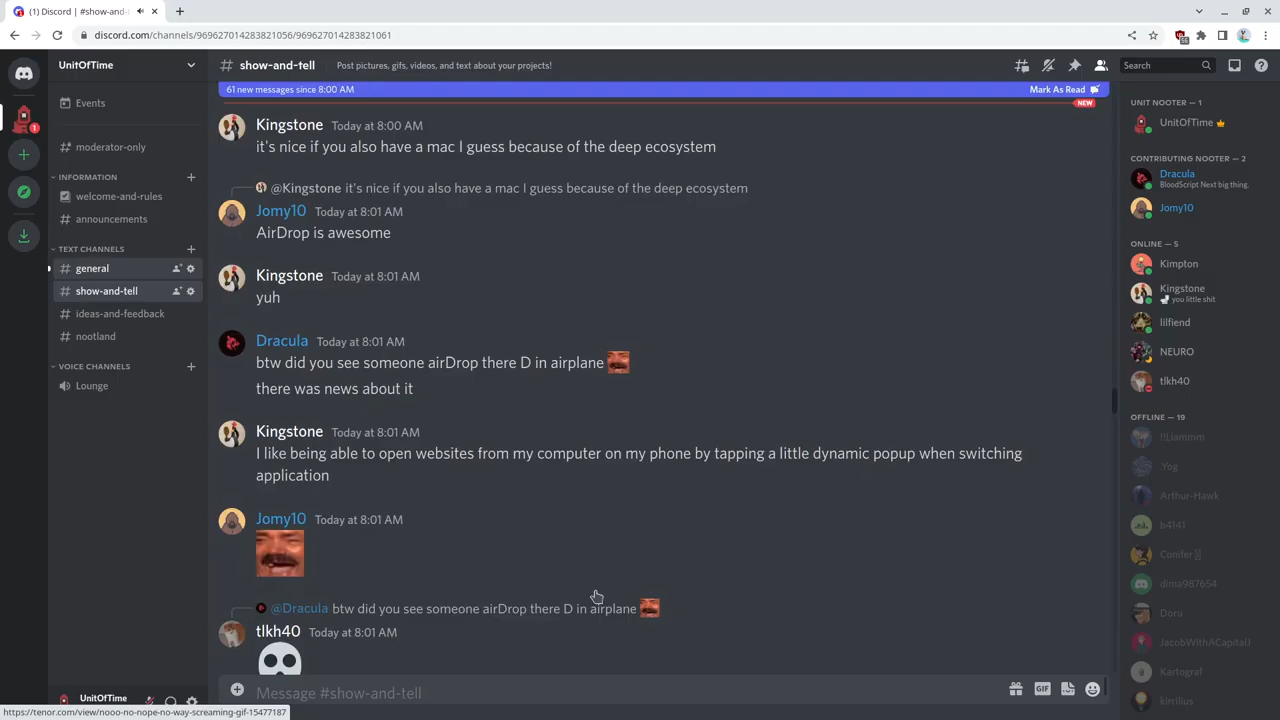 (1) Discord | #show-and-
discord.com/channels/969627014283821056/969627014283821061
UnitOfTime
# show-and-tell
Post pictures, gifs, videos, and text about your projects!
Search
61 new messages since 8:00 AM
Mark As Read
NEW
1
Events
moderator-only
INFORMATION
welcome-and-rules
announcements
TEXT CHANNELS
# general
# show-and-tell
# ideas-and-feedback
# nootland
VOICE CHANNELS
Lounge
UnitOfTime
Kingstone Today at 8:00 AM
it's nice if you also have a mac I guess because of the deep ecosystem
@Kingstone it's nice if you also have a mac I guess because of the deep ecosystem
Jomy10 Today at 8:01 AM
AirDrop is awesome
Kingstone Today at 8:01 AM
yuh
Dracula Today at 8:01 AM
btw did you see someone airDrop there D in airplane
there was news about it
Kingstone Today at 8:01 AM
I like being able to open websites from my computer on my phone by tapping a little dynamic popup when switching
application
Jomy10 Today at 8:01 AM
@Dracula btw did you see someone airDrop there D in airplane
tlkh40 Today at 8:01 AM
Message #show-and-tell
GIF
UNIT NOOTER — 1
UnitOfTime
CONTRIBUTING NOOTER — 2
Dracula
BloodScript Next big thing.
Jomy10
ONLINE — 5
Kimpton
Kingstone
you little shit
lilfiend
NEURO
tlkh40
OFFLINE — 19
!!Liammm
.Yog
Arthur-Hawk
b4141
Conifer
dima987654
Doru
JacobWithACapitalJ
Kartograf
kirrilius
https://tenor.com/view/nooo-no-nope-no-way-screaming-gif-15477187